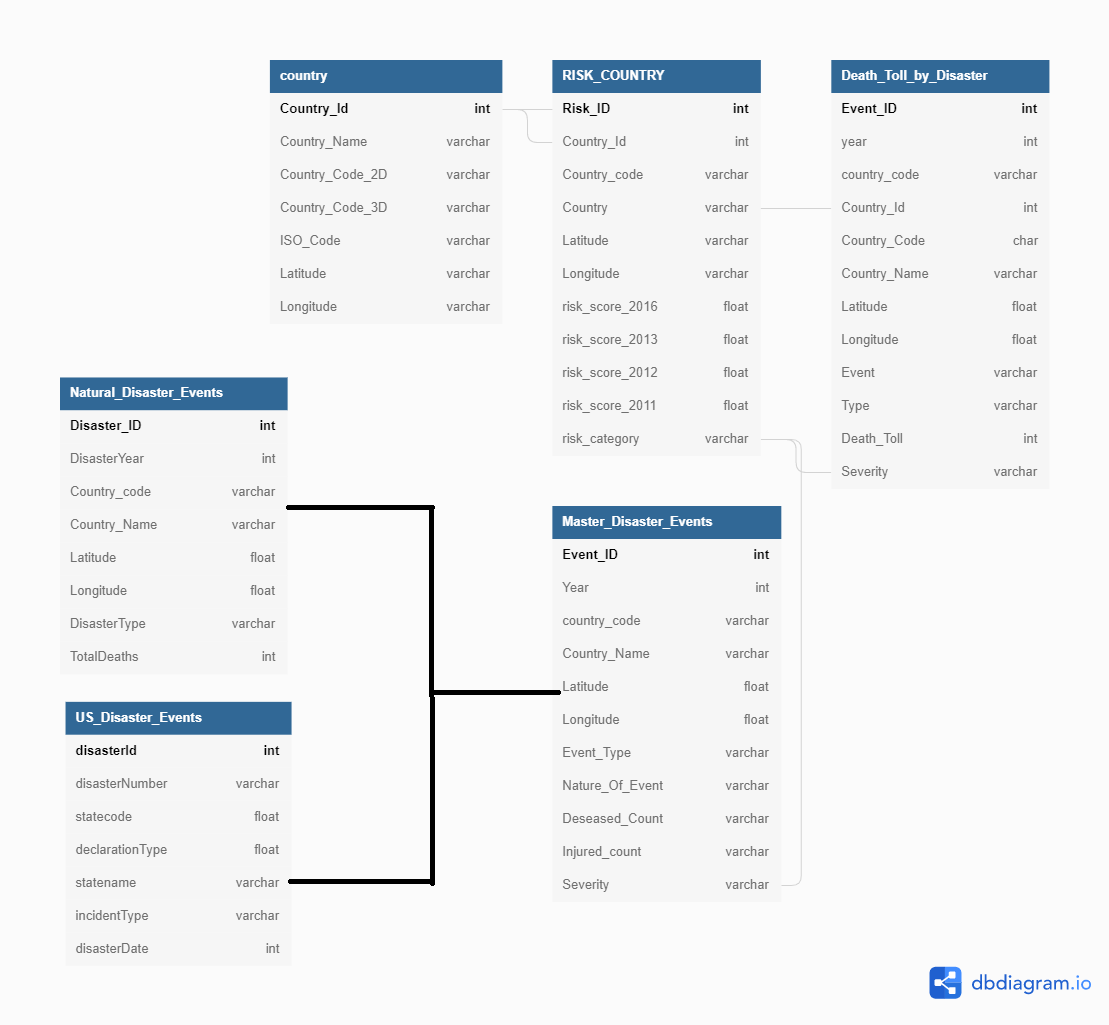 country
Country_Id int
Country_Name varchar
Country_Code_2D varchar
Country_Code_3D varchar
ISO_Code varchar
Latitude varchar
Longitude varchar
RISK_COUNTRY
Risk_ID int
Country_Id int
Country_code varchar
Country varchar
Latitude varchar
Longitude varchar
risk_score_2016 float
risk_score_2013 float
risk_score_2012 float
risk_score_2011 float
risk_category varchar
Death_Toll_by_Disaster
Event_ID int
year int
country_code varchar
Country_Id int
Country_Code char
Country_Name varchar
Latitude float
Longitude float
Event varchar
Type varchar
Death_Toll int
Severity varchar
Natural_Disaster_Events
Disaster_ID int
DisasterYear int
Country_code varchar
Country_Name varchar
Latitude float
Longitude float
DisasterType varchar
TotalDeaths int
Master_Disaster_Events
Event_ID int
Year int
country_code varchar
Country_Name varchar
Latitude float
Longitude float
Event_Type varchar
Nature_Of_Event varchar
Deseased_Count varchar
Injured_count varchar
Severity varchar
US_Disaster_Events
disasterId int
disasterNumber varchar
statecode float
declarationType float
statename varchar
incidentType varchar
disasterDate int
dbdiagram.io